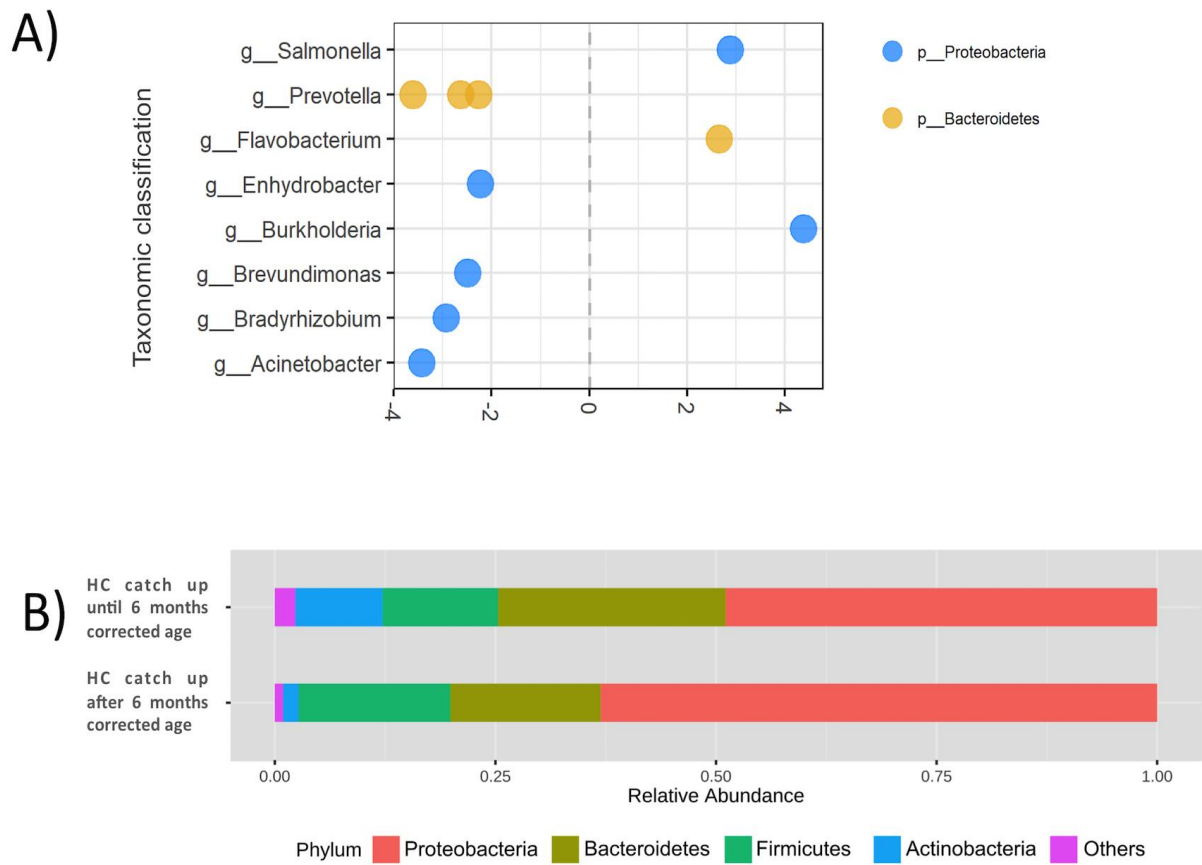 A)
Taxonomic classification
g__Salmonella
g__Prevotella
g__Flavobacterium
g__Enhydrobacter
g__Burkholderia
g__Brevundimonas
g__Bradyrhizobium
g__Acinetobacter
-4 -2 0 2 4
p__Proteobacteria
p__Bacteroidetes
B)
HC catch up
until 6 months
corrected age
HC catch up
after 6 months
corrected age
0.00 0.25 0.50 0.75 1.00
Relative Abundance
Phylum Proteobacteria Bacteroidetes Firmicutes Actinobacteria Others